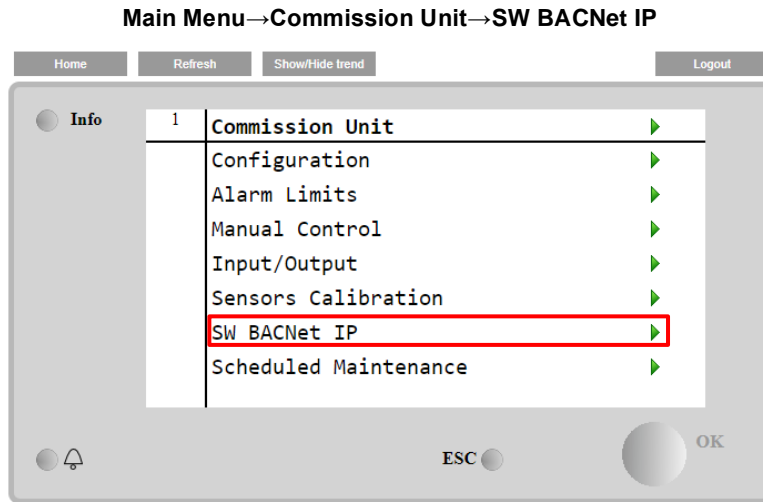 Main Menu→Commission Unit→SW BACNet IP
Home Refresh Show/Hide trend Logout
Info
1 Commission Unit
Configuration
Alarm Limits
Manual Control
Input/Output
Sensors Calibration
SW BACNet IP
Scheduled Maintenance
ESC OK